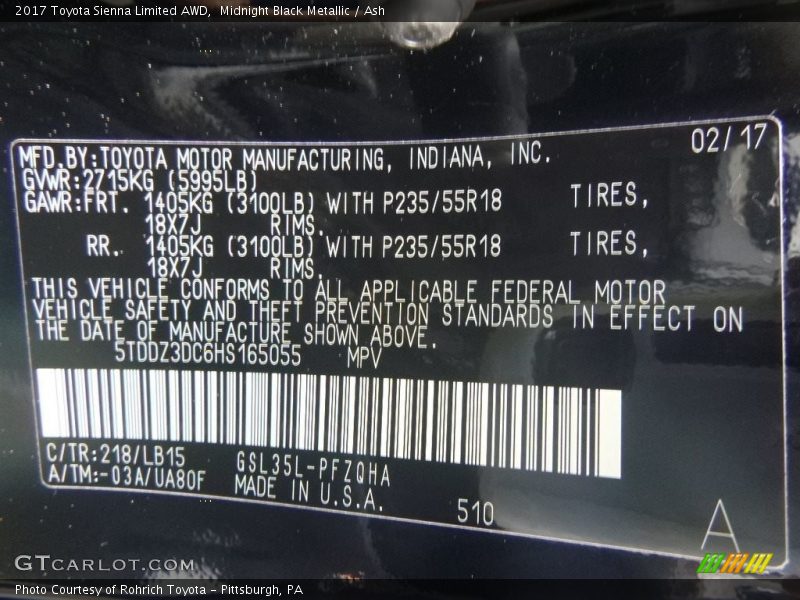 2017 Toyota Sienna Limited AWD,  Midnight Black Metallic / Ash
02/17
MFD.BY:TOYOTA MOTOR MANUFACTURING, INDIANA, INC.
GVWR:2715KG (5995LB)
GAWR:FRT. 1405KG (3100LB) WITH P235/55R18 TIRES,
18X7J RIMS.
RR. 1405KG (3100LB) WITH P235/55R18 TIRES,
18X7J RIMS.
THIS VEHICLE CONFORMS TO ALL APPLICABLE FEDERAL MOTOR
VEHICLE SAFETY AND THEFT PREVENTION STANDARDS IN EFFECT ON
THE DATE OF MANUFACTURE SHOWN ABOVE.
5TDDZ3DC6HS165055 MPV
C/TR:218/LB15 GSL35L-PFZQHA
A/TM:-03A/UA80F MADE IN U.S.A.
510
A
GTCARLOT.COM
Photo Courtesy of Rohrich Toyota - Pittsburgh, PA